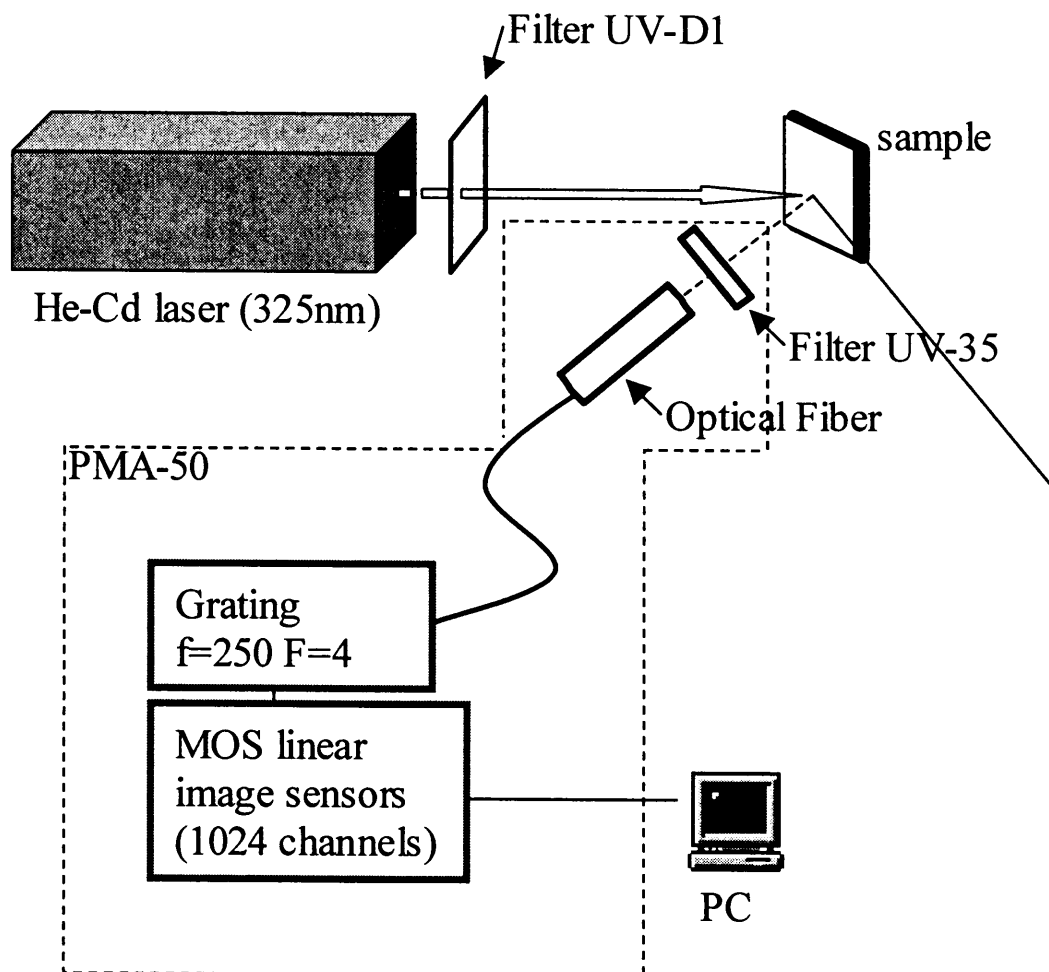 Filter UV-D1
sample
He-Cd laser (325nm)
Filter UV-35
Optical Fiber
PMA-50
Grating
f=250 F=4
MOS linear
image sensors
(1024 channels)
PC